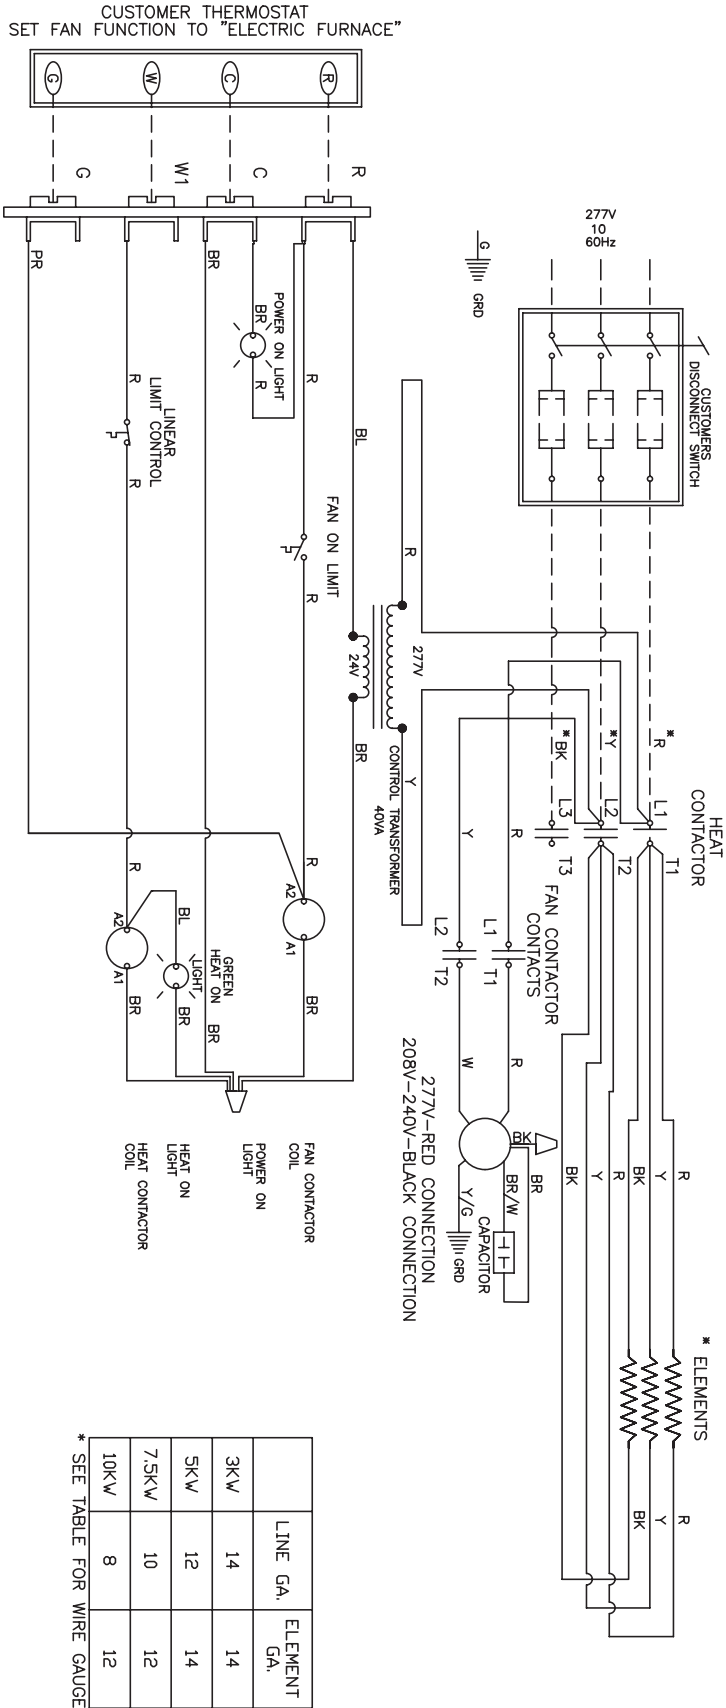 CUSTOMER THERMOSTAT
SET FAN FUNCTION TO "ELECTRIC FURNACE"
G
W
C
R
G
W1
C
R
277V
10
60Hz
G
GRD
CUSTOMERS
DISCONNECT SWITCH
PR
BR
BR
POWER ON LIGHT
R
R
BL
R
LINEAR
LIMIT CONTROL
R
FAN ON LIMIT
R
R
24V
277V
BR
CONTROL TRANSFORMER
40VA
Y
* R
* Y
* BK
HEAT
CONTACTOR
L1
L2
L3
T1
T2
T3
Y
R
FAN CONTACTOR
CONTACTS
L1
L2
T1
T2
R
W
R
A2
A1
BR
R
A2
A1
BR
BL
GREEN
HEAT ON
LIGHT
BR
BR
277V-RED CONNECTION
208V-240V-BLACK CONNECTION
BK
BR
BR/W
Y/G
GRD
CAPACITOR
FAN CONTACTOR
COIL
POWER ON
LIGHT
HEAT ON
LIGHT
HEAT CONTACTOR
COIL
R
Y
BK
R
Y
BK
* ELEMENTS
R
Y
BK
LINE GA. ELEMENT GA.
3KW 14 14
5KW 12 14
7.5KW 10 12
10KW 8 12
* SEE TABLE FOR WIRE GAUGE